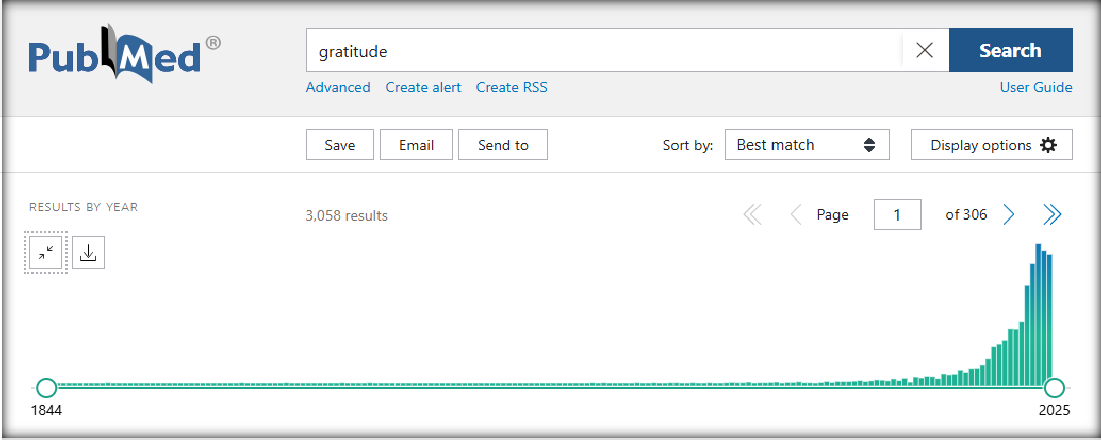 PubMed®
gratitude
Search
Advanced Create alert Create RSS User Guide
Save Email Send to Sort by: Best match Display options
RESULTS BY YEAR
3,058 results Page 1 of 306
1844 2025